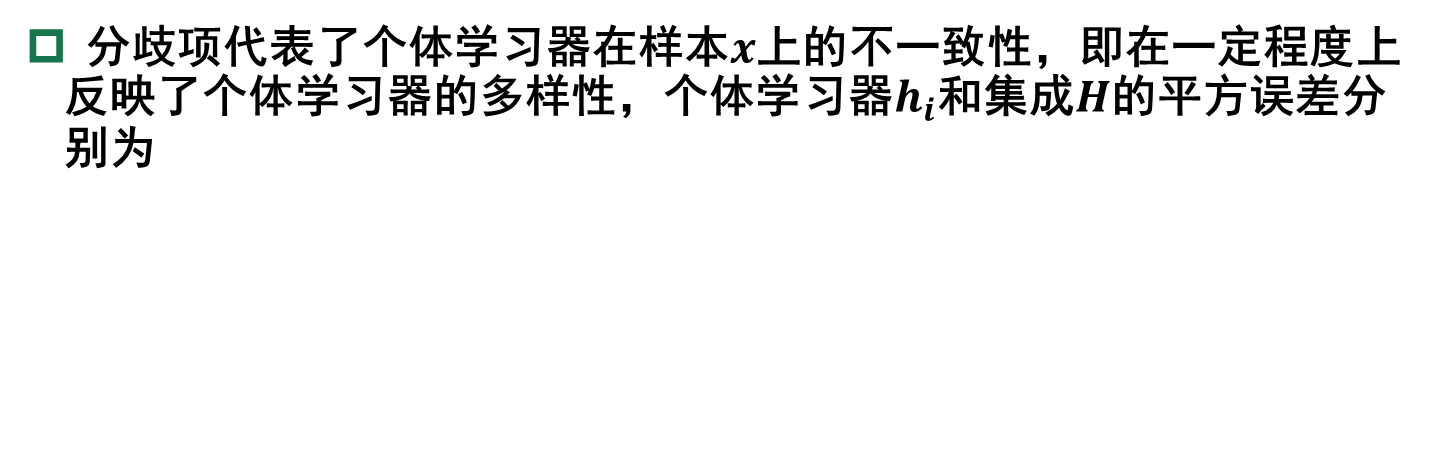 分歧项代表了个体学习器在样本x上的不一致性，即在一定程度上
反映了个体学习器的多样性，个体学习器hᵢ和集成H的平方误差分
别为